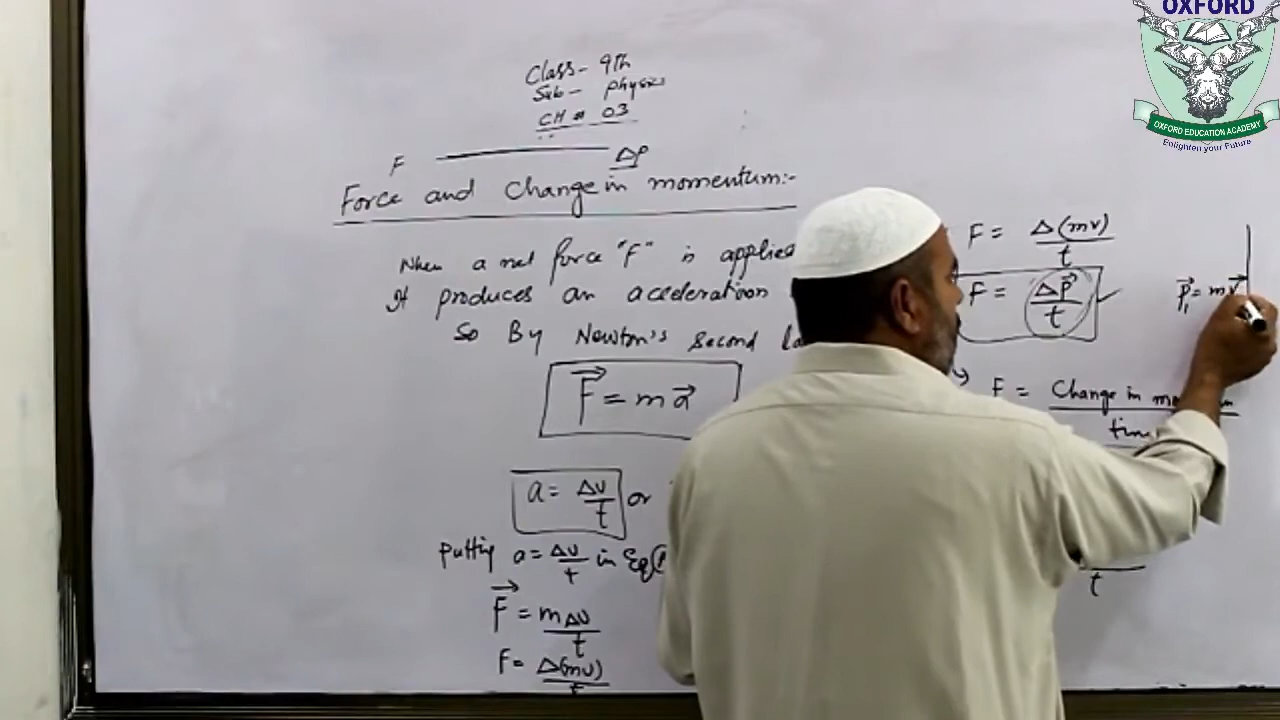 Class- 9th
Sub- physics
CH # 03
F ΔP
Force and Change in momentum:-
When a net force "F" is applied
It produces an acceleration
So By Newton's Second
F = ma
a = Δv/t or
Putting a = Δv/t in Eq(
F = mΔv/t
F = Δ(mv)/t
F = Δ(mv)/t
F = ΔP/t
F = Change in
t
P₁ = mv
OXFORD
OXFORD EDUCATION ACADEMY
Enlighten your Future